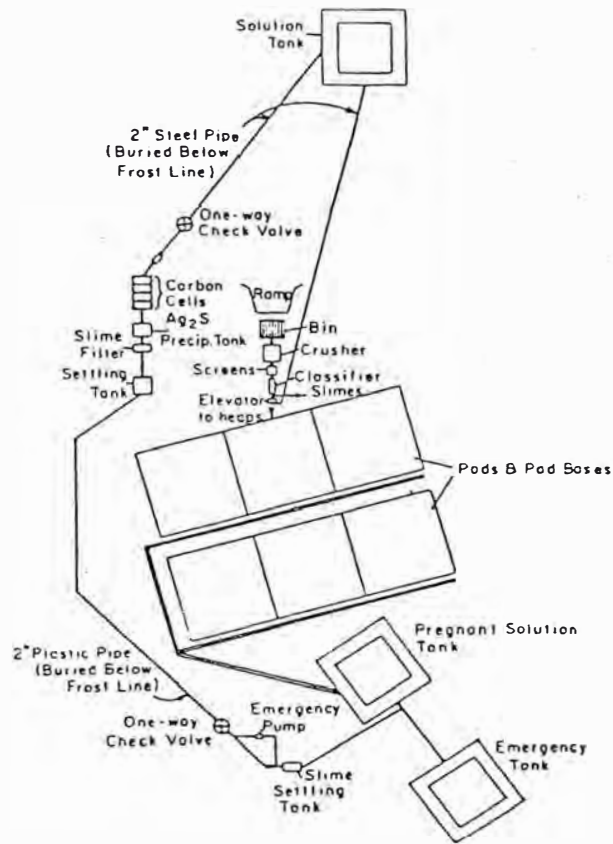 Solution
Tank
2" Steel Pipe
(Buried Below
Frost Line)
One-way
Check Valve
Carbon
Cells
Ramp
Ag2S
Precip. Tank
Bin
Slime
Filter
Crusher
Screens
Settling
Tank
Classifier
Slimes
Elevator
to heaps
Pads & Pad Bases
Pregnant Solution
Tank
2" Plastic Pipe
(Buried Below
Frost Line)
One-way
Check Valve
Emergency
Pump
Emergency
Tank
Slime
Settling
Tank